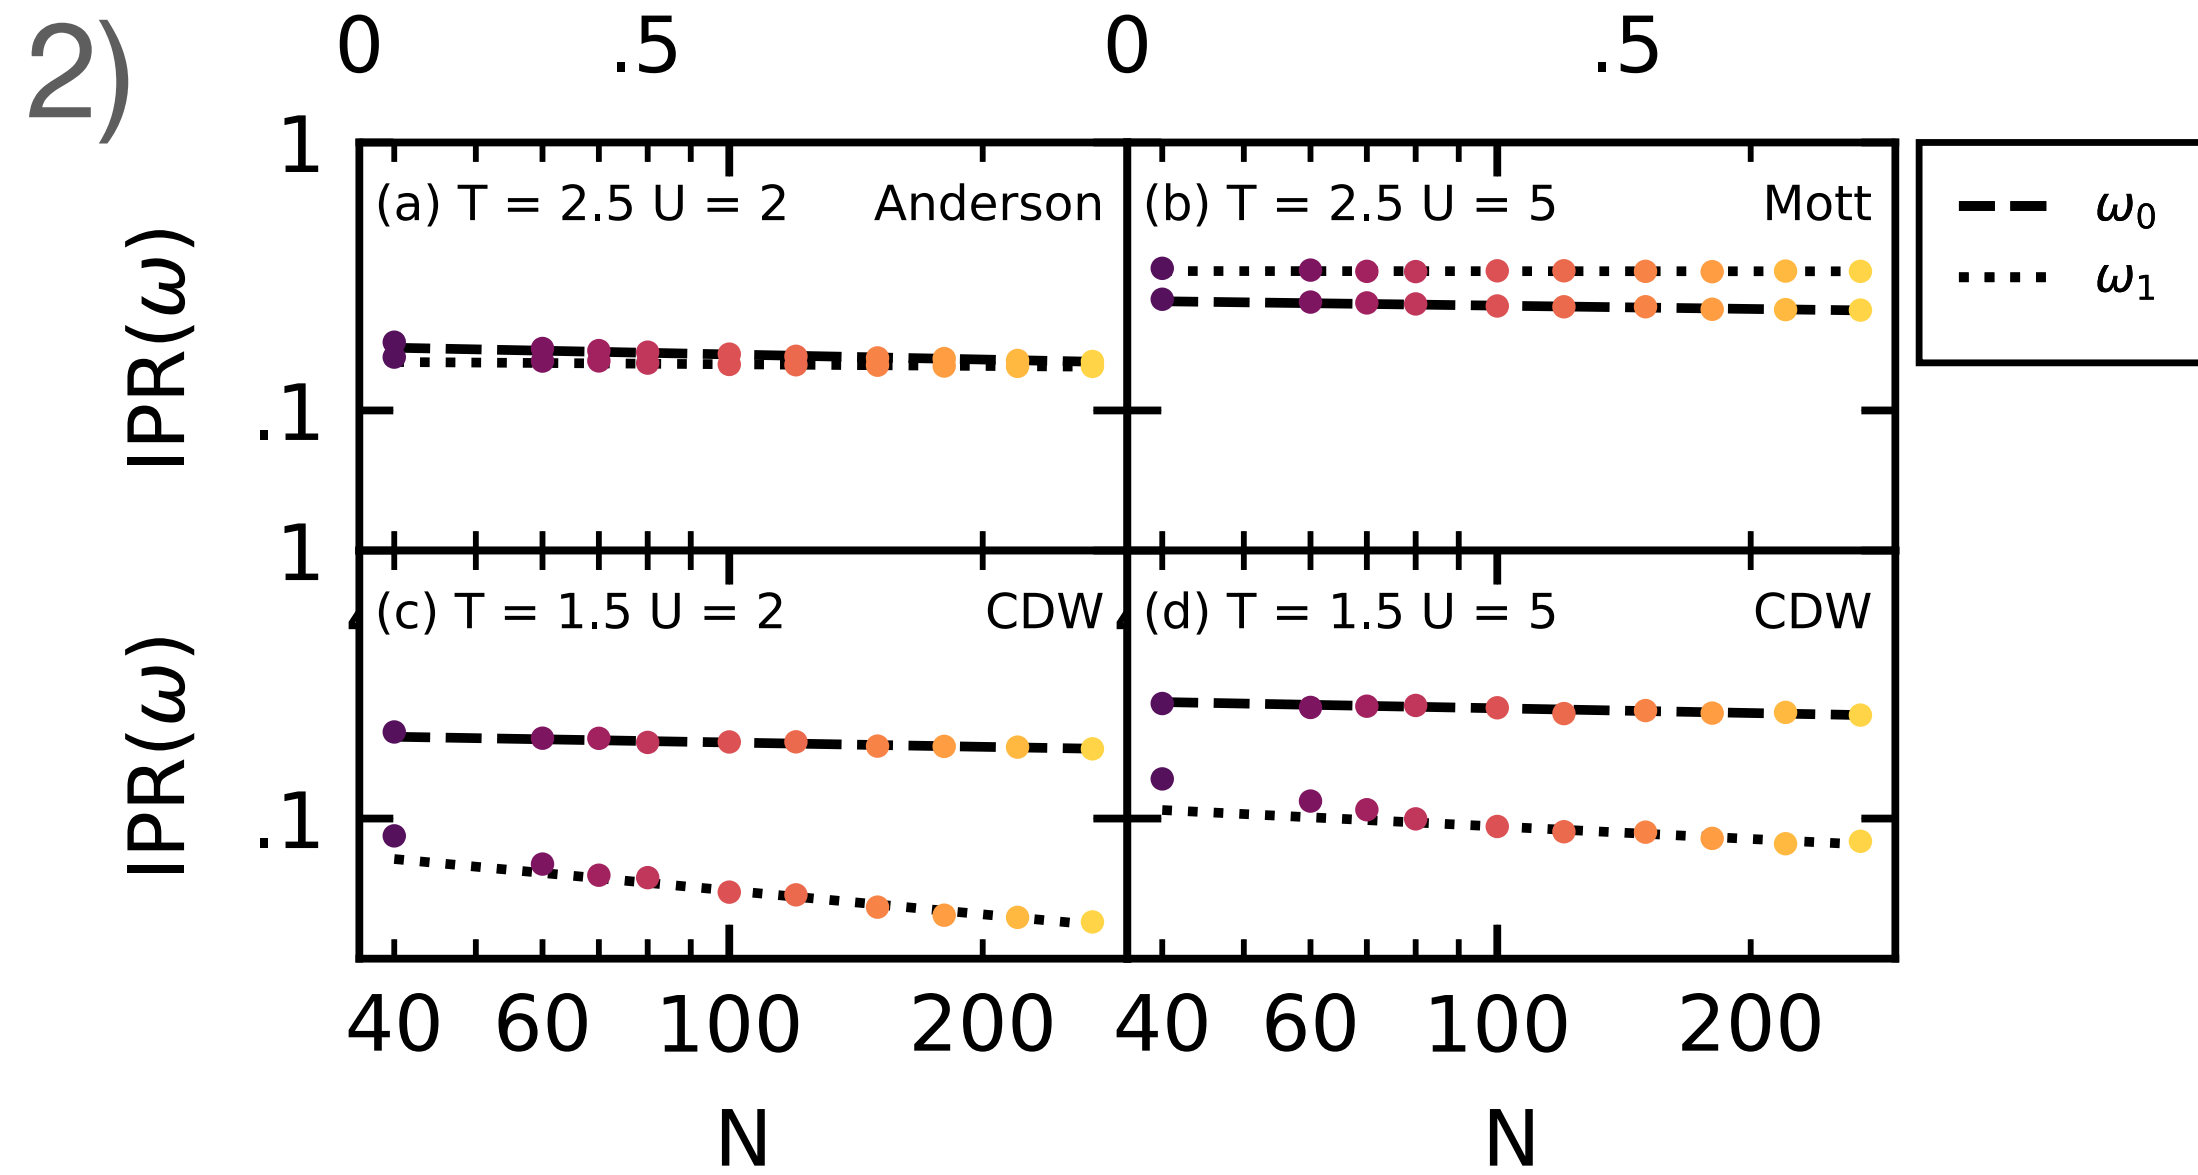 2)
0 .5 0 .5
1
(a) T = 2.5 U = 2 Anderson
(b) T = 2.5 U = 5 Mott
ω0
ω1
IPR(ω)
.1
1
(c) T = 1.5 U = 2 CDW
(d) T = 1.5 U = 5 CDW
IPR(ω)
.1
40 60 100 200 40 60 100 200
N N